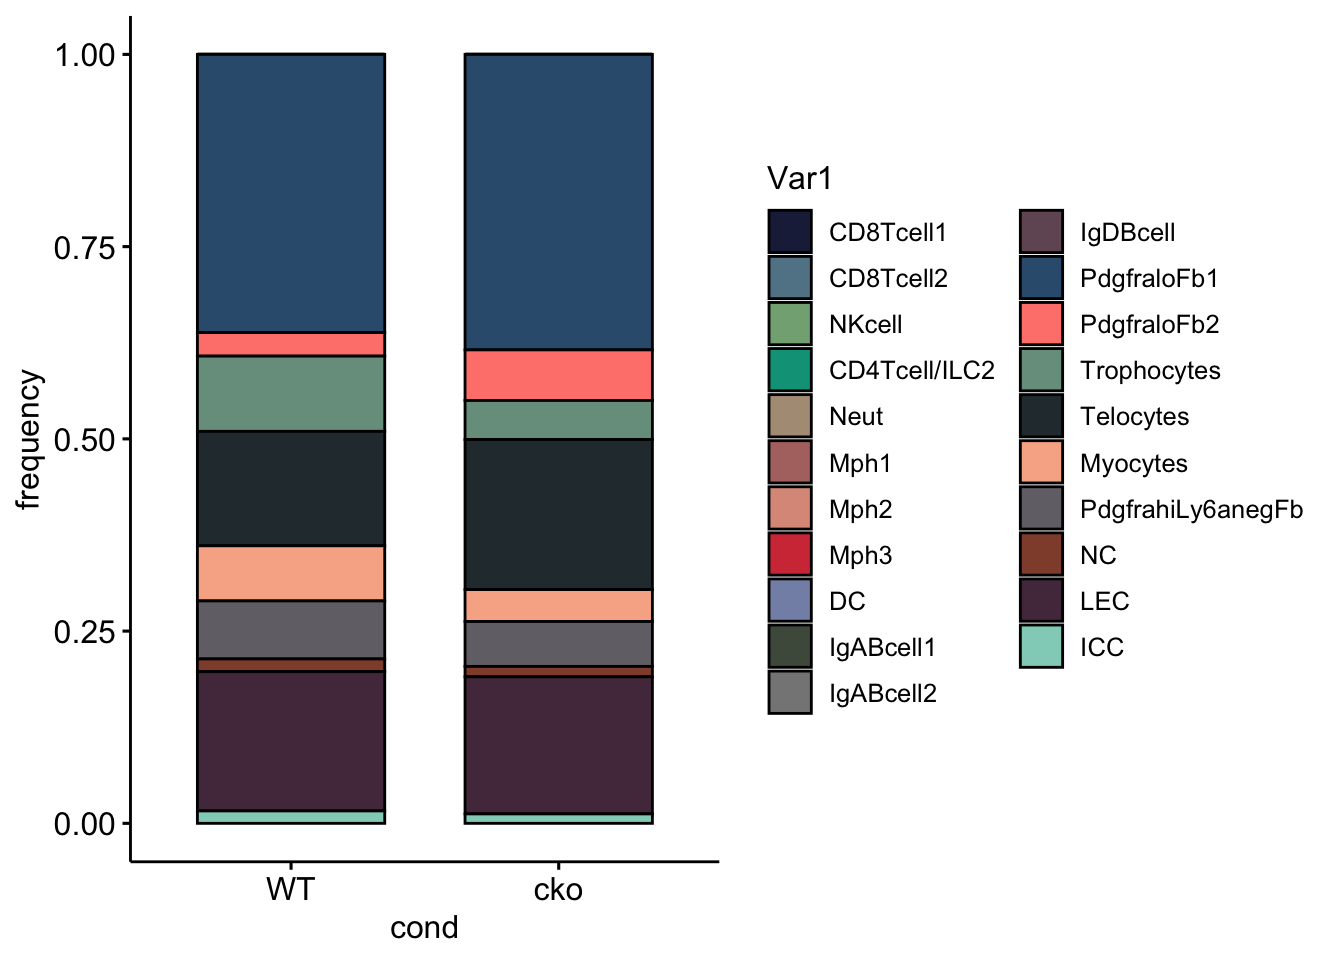 1.00
0.75
0.50
0.25
0.00
frequency
WT
cko
cond
Var1
CD8Tcell1
CD8Tcell2
NKcell
CD4Tcell/ILC2
Neut
Mph1
Mph2
Mph3
DC
IgABcell1
IgABcell2
IgDBcell
PdgfraloFb1
PdgfraloFb2
Trophocytes
Telocytes
Myocytes
PdgfrahiLy6anegFb
NC
LEC
ICC